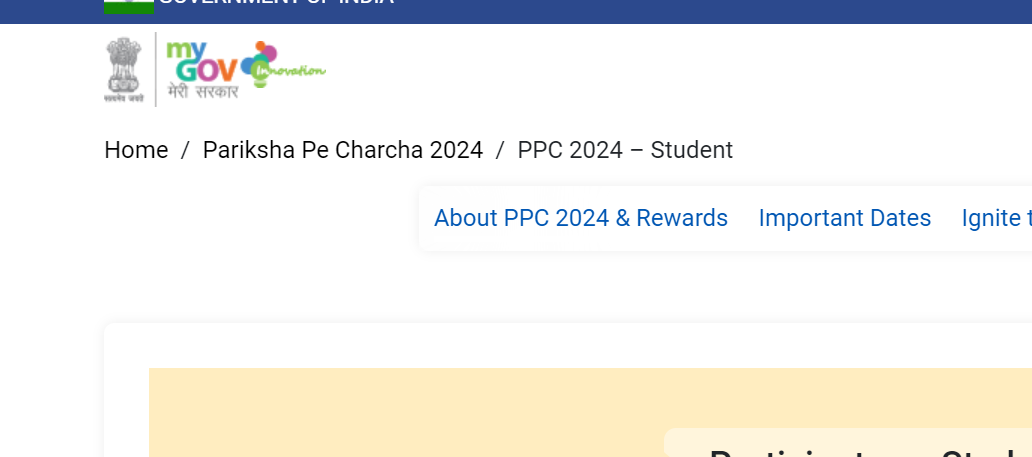 GOVERNMENT OF INDIA
सत्यमेव जयते
my
GOV Innovation
मेरी सरकार
Home / Pariksha Pe Charcha 2024 / PPC 2024 – Student
About PPC 2024 & Rewards Important Dates Ignite